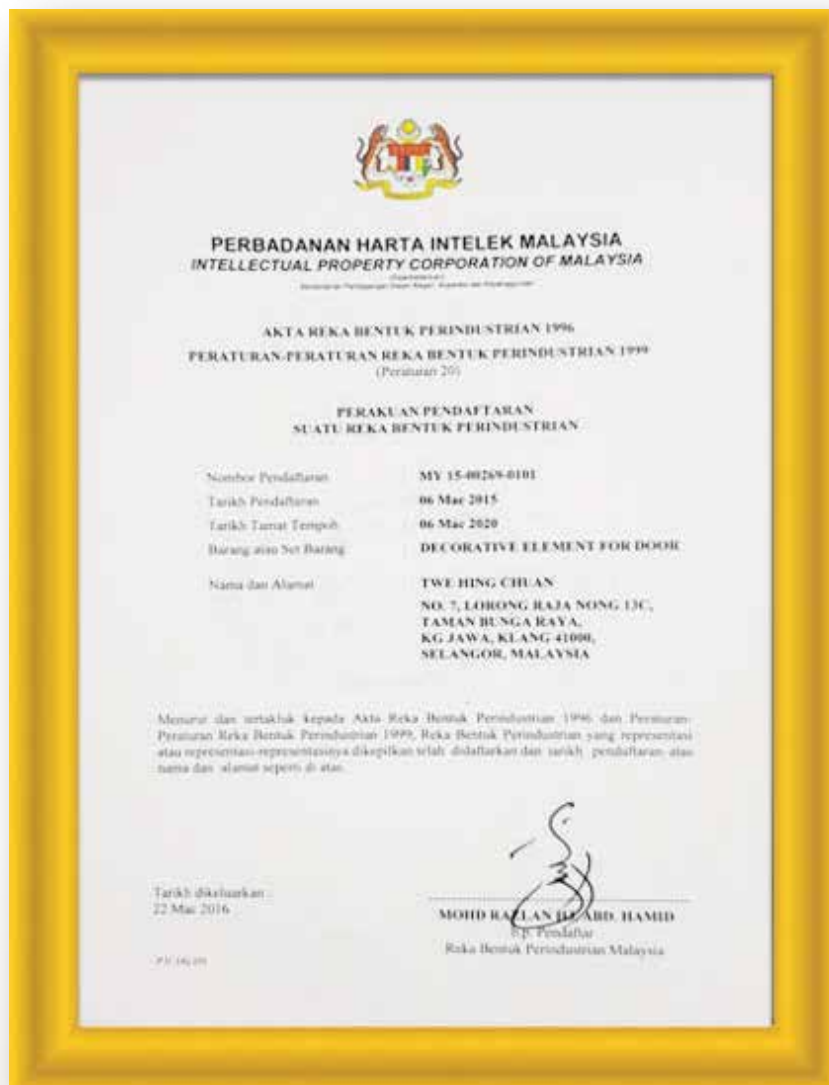 PERBADANAN HARTA INTELEK MALAYSIA
INTELLECTUAL PROPERTY CORPORATION OF MALAYSIA
AKTA REKA BENTUK PERINDUSTRIAN 1996
PERATURAN-PERATURAN REKA BENTUK PERINDUSTRIAN 1999
(Peraturan 20)
PERAKUAN PENDAFTARAN
SUATU REKA BENTUK PERINDUSTRIAN
Nombor Pendaftaran : MY 15-00269-0101
Tarikh Pendaftaran : 06 Mac 2015
Tarikh Tamat Tempoh : 06 Mac 2020
Barang atau Set Barang : DECORATIVE ELEMENT FOR DOOR
Nama dan Alamat : TWE HING CHUAN
NO. 7, LORONG RAJA NONG 13C,
TAMAN BUNGA RAYA,
KG JAWA, KLANG 41000,
SELANGOR, MALAYSIA
Menurut dan tertakluk kepada Akta Reka Bentuk Perindustrian 1996 dan Peraturan-
Peraturan Reka Bentuk Perindustrian 1999, Reka Bentuk Perindustrian yang representasi
atau representasi-representasinya dikepilkan telah didaftarkan dan tarikh pendaftaran atau
nama dan alamat seperti di atas.
Tarikh dikeluarkan :
22 Mac 2016
MOHD RAZLAN HJ. ABD. HAMID
b.p. Pendaftar
Reka Bentuk Perindustrian Malaysia